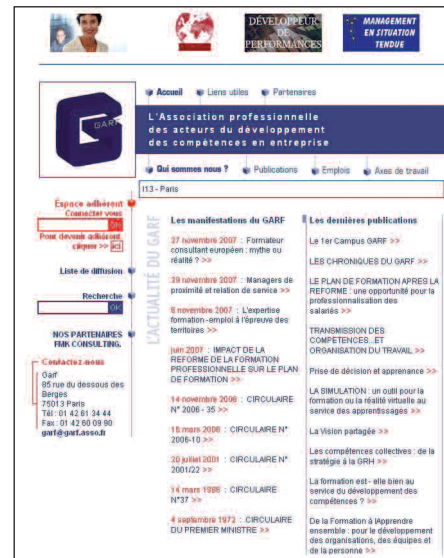 DÉVELOPPEUR
DE
PERFORMANCES
MANAGEMENT
EN SITUATION
TENDUE
Accueil
Liens utiles
Partenaires
GARF
L'Association professionnelle
des acteurs du développement
des compétences en entreprise
Qui sommes nous ?
Publications
Emplois
Axes de travail
t13 - Paris
Espace adhérent
Connectez vous
OK
Pour devenir adhérent,
cliquer >> ici
Liste de diffusion
Recherche
OK
NOS PARTENAIRES
FMK CONSULTING,
Contactez-nous
Garf
85 rue du dessous des
Berges
75013 Paris
Tél : 01 42 61 34 44
Fax : 01 42 60 09 90
garf@garf.asso.fr
L'ACTUALITÉ DU GARF
Les manifestations du GARF
27 novembre 2007 : Formateur
consultant européen : mythe ou
réalité ? >>
29 novembre 2007 : Managers de
proximité et relation de service >>
6 novembre 2007 : L'expertise
formation-emploi à l'épreuve des
territoires >>
juin 2007 : IMPACT DE LA
REFORME DE LA FORMATION
PROFESSIONNELLE SUR LE PLAN
DE FORMATION >>
14 novembre 2006 : CIRCULAIRE
N° 2006 - 35 >>
16 mars 2006 : CIRCULAIRE N°
2006-10 >>
30 juillet 2001 : CIRCULAIRE N°
2001/22 >>
14 mars 1986 : CIRCULAIRE
N°37 >>
4 septembre 1972 : CIRCULAIRE
DU PREMIER MINISTRE >>
Les dernières publications
Le 1er Campus GARF >>
LES CHRONIQUES DU GARF >>
LE PLAN DE FORMATION APRES LA
REFORME : une opportunité pour la
professionnalisation des
salariés >>
TRANSMISSION DES
COMPETENCES...ET
ORGANISATION DU TRAVAIL >>
Prise de décision et apprenance >>
LA SIMULATION : un outil pour la
formation ou la réalité virtuelle au
service des apprentissages >>
La Vision partagée >>
Les compétences collectives : de la
stratégie à la GRH >>
La formation est - elle bien au
service du développement des
compétences ? >>
De la Formation à lApprendre
ensemble : pour le développement
des organisations, des équipes et
de la personne >>